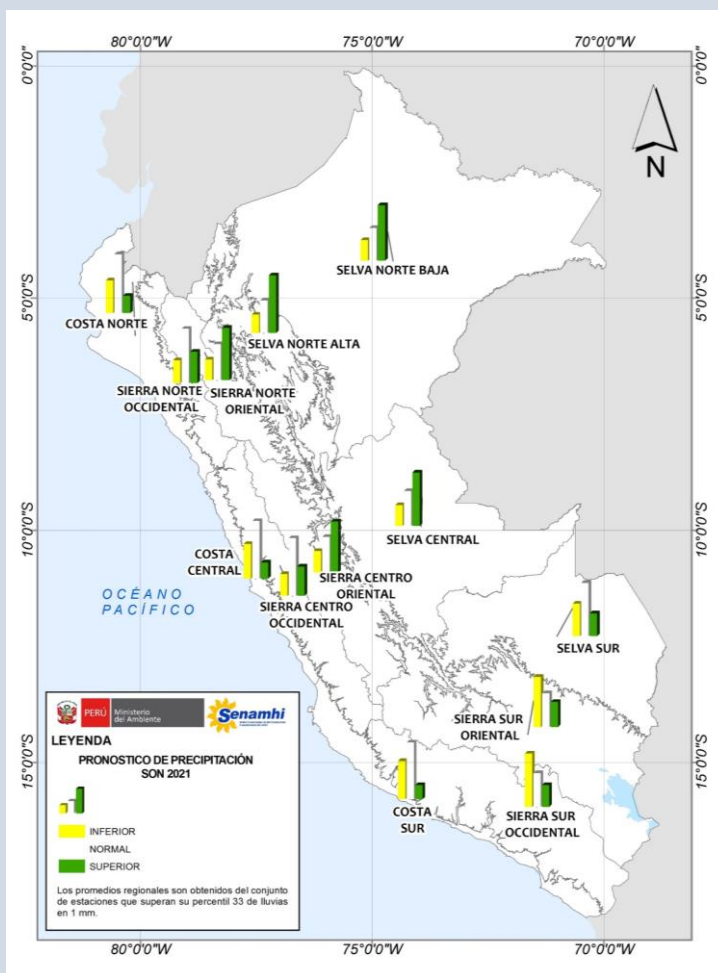 80°0'0"W 75°0'0"W 70°0'0"W
0°0'0" 0°0'0"
N
SELVA NORTE BAJA
5°0'0"S 5°0'0"S
COSTA NORTE
SELVA NORTE ALTA
SIERRA NORTE
OCCIDENTAL
SIERRA NORTE
ORIENTAL
10°0'0"S 10°0'0"S
SELVA CENTRAL
COSTA
CENTRAL
SIERRA CENTRO
ORIENTAL
SIERRA CENTRO
OCCIDENTAL
OCÉANO
PACÍFICO
SELVA SUR
SIERRA SUR
ORIENTAL
15°0'0"S 15°0'0"S
COSTA
SUR
SIERRA SUR
OCCIDENTAL
PERÚ
Ministerio
del Ambiente
Senamhi
LEYENDA
PRONOSTICO DE PRECIPITACIÓN
SON 2021
INFERIOR
NORMAL
SUPERIOR
Los promedios regionales son obtenidos del conjunto
de estaciones que superan su percentil 33 de lluvias
en 1 mm.
80°0'0"W 75°0'0"W 70°0'0"W